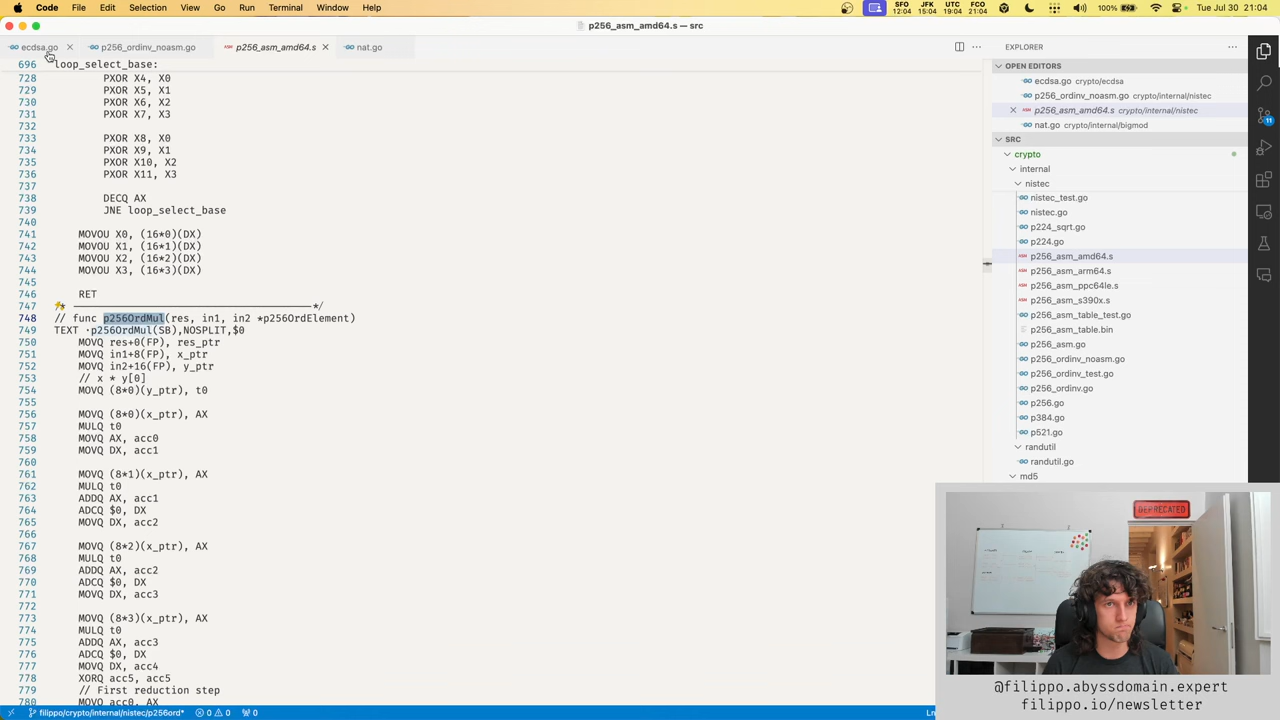 Code File Edit Selection View Go Run Terminal Window Help
SFO 12:04 JFK 15:04 UTC 19:04 FCO 21:04 100% Tue Jul 30 21:04
p256_asm_amd64.s — src
ecdsa.go p256_ordinv_noasm.go p256_asm_amd64.s nat.go
696 loop_select_base:
728 PXOR X4, X0
729 PXOR X5, X1
730 PXOR X6, X2
731 PXOR X7, X3
732
733 PXOR X8, X0
734 PXOR X9, X1
735 PXOR X10, X2
736 PXOR X11, X3
737
738 DECQ AX
739 JNE loop_select_base
740
741 MOVOU X0, (16*0)(DX)
742 MOVOU X1, (16*1)(DX)
743 MOVOU X2, (16*2)(DX)
744 MOVOU X3, (16*3)(DX)
745
746 RET
747 /* ---------------------------------------*/
748 // func p256OrdMul(res, in1, in2 *p256OrdElement)
749 TEXT ·p256OrdMul(SB),NOSPLIT,$0
750 MOVQ res+0(FP), res_ptr
751 MOVQ in1+8(FP), x_ptr
752 MOVQ in2+16(FP), y_ptr
753 // x * y[0]
754 MOVQ (8*0)(y_ptr), t0
755
756 MOVQ (8*0)(x_ptr), AX
757 MULQ t0
758 MOVQ AX, acc0
759 MOVQ DX, acc1
760
761 MOVQ (8*1)(x_ptr), AX
762 MULQ t0
763 ADDQ AX, acc1
764 ADCQ $0, DX
765 MOVQ DX, acc2
766
767 MOVQ (8*2)(x_ptr), AX
768 MULQ t0
769 ADDQ AX, acc2
770 ADCQ $0, DX
771 MOVQ DX, acc3
772
773 MOVQ (8*3)(x_ptr), AX
774 MULQ t0
775 ADDQ AX, acc3
776 ADCQ $0, DX
777 MOVQ DX, acc4
778 XORQ acc5, acc5
779 // First reduction step
780 MOVQ acc0, AX
EXPLORER
OPEN EDITORS
ecdsa.go crypto/ecdsa
p256_ordinv_noasm.go crypto/internal/nistec
p256_asm_amd64.s crypto/internal/nistec
nat.go crypto/internal/bigmod
SRC
crypto
internal
nistec
nistec_test.go
nistec.go
p224_sqrt.go
p224.go
p256_asm_amd64.s
p256_asm_arm64.s
p256_asm_ppc64le.s
p256_asm_s390x.s
p256_asm_table_test.go
p256_asm_table.bin
p256_asm.go
p256_ordinv_noasm.go
p256_ordinv_test.go
p256_ordinv.go
p256.go
p384.go
p521.go
randutil
randutil.go
md5
11
DEPRECATED
@filippo.abyssdomain.expert
filippo.io/newsletter
filippo/crypto/internal/nistec/p256ord* 0 0 0 Ln